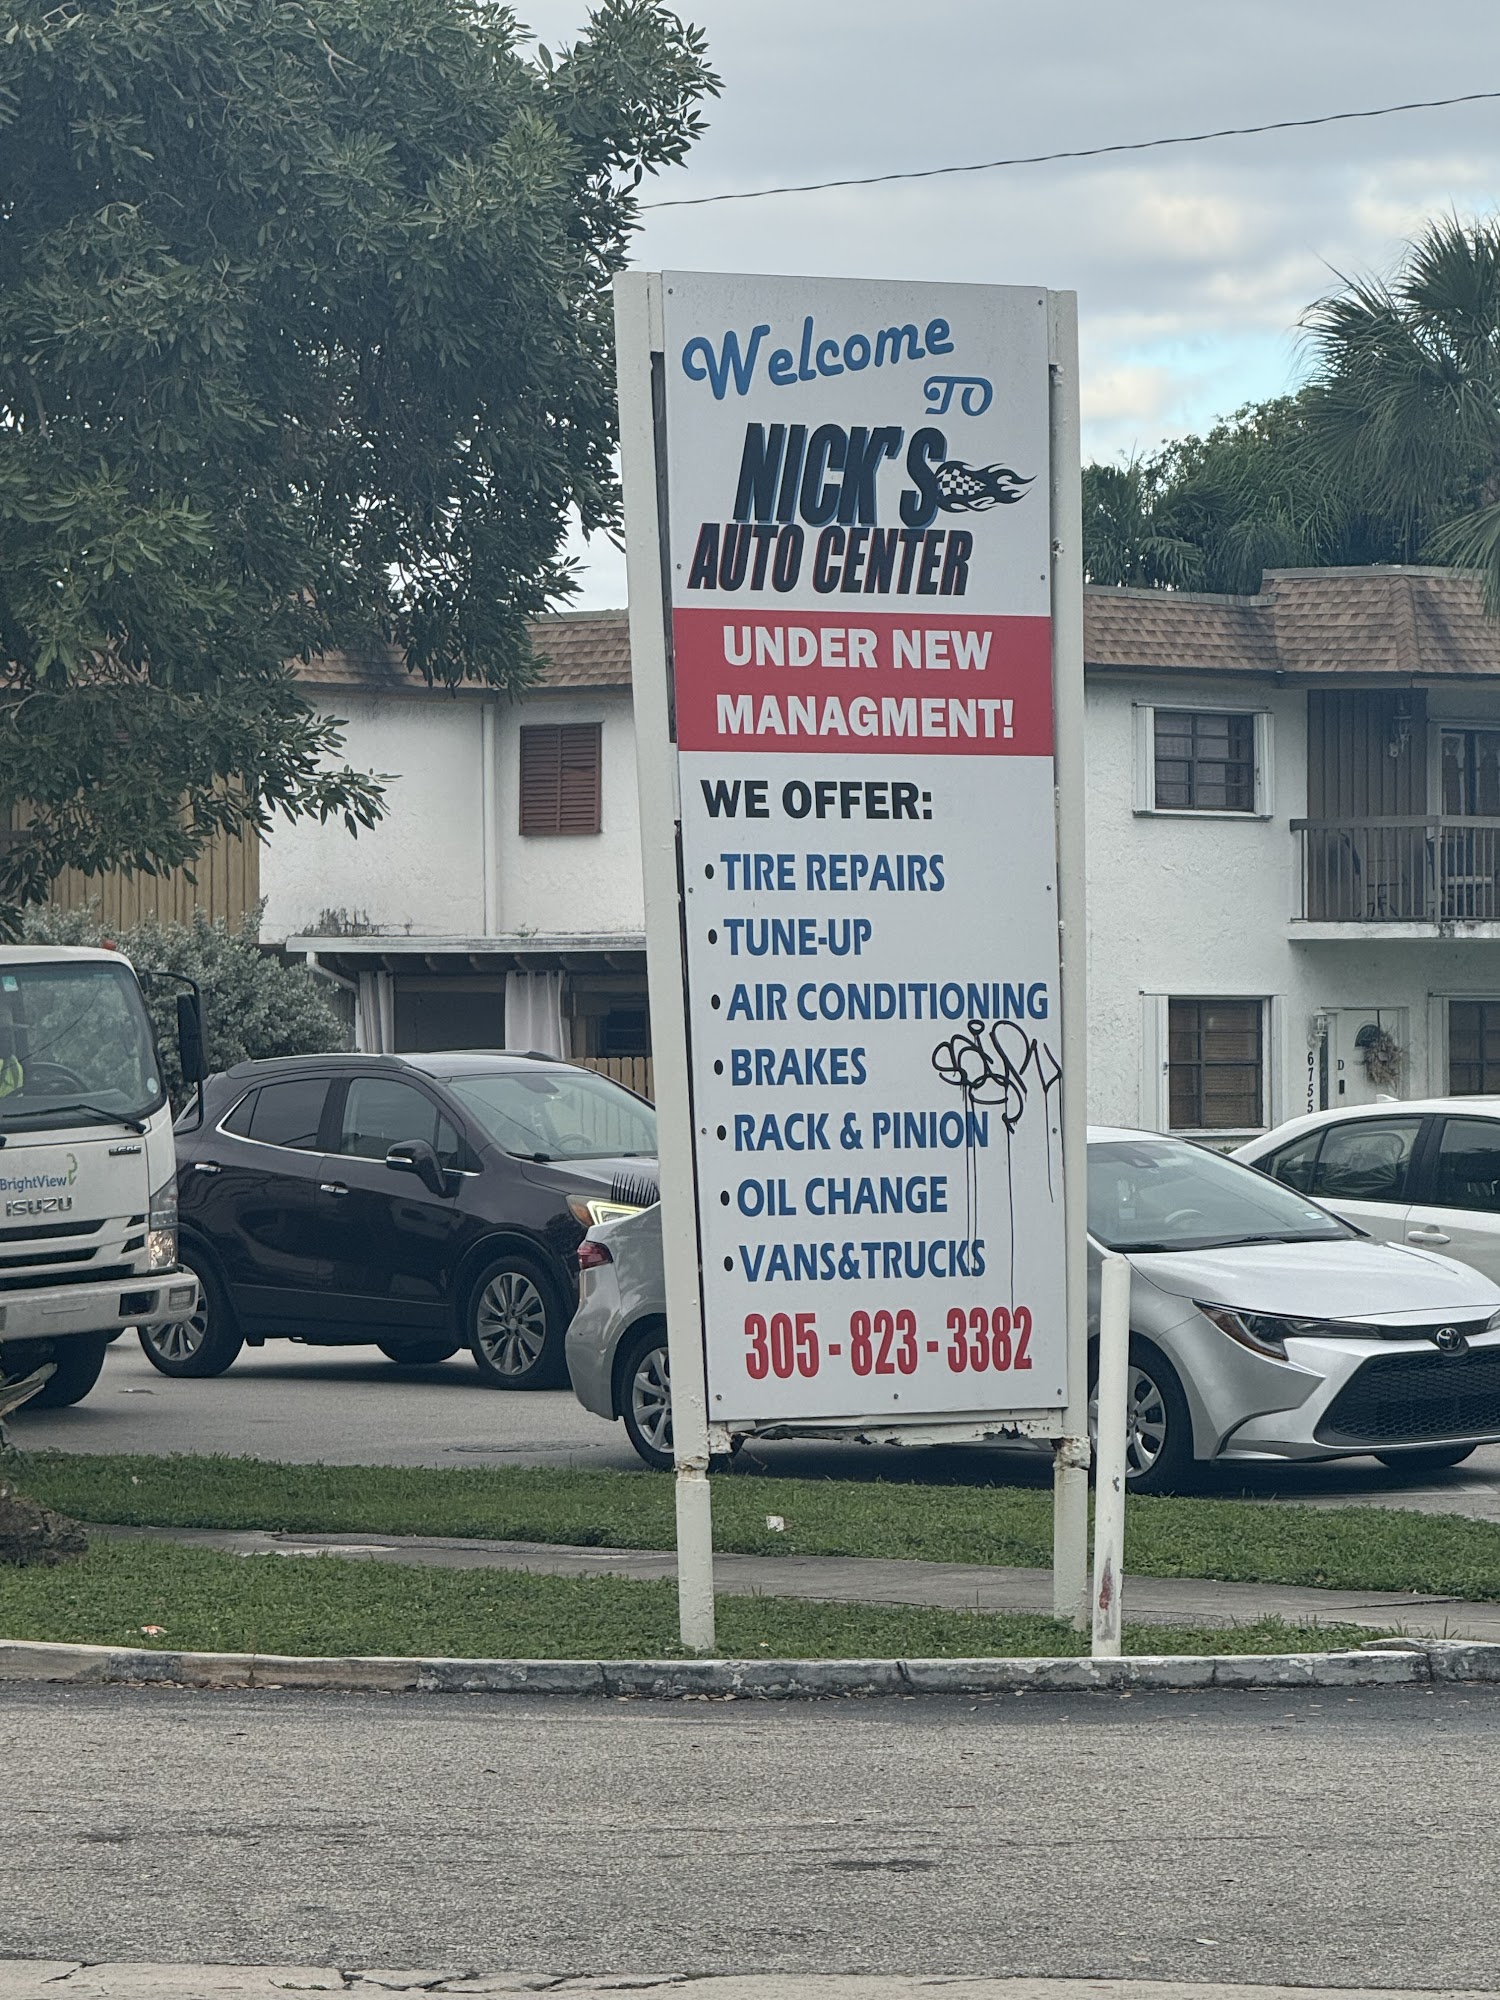 Welcome
TO
NICK'S
AUTO CENTER
UNDER NEW
MANAGMENT!
WE OFFER:
• TIRE REPAIRS
• TUNE-UP
• AIR CONDITIONING
• BRAKES
• RACK & PINION
• OIL CHANGE
• VANS&TRUCKS
305-823-3382
BrightView
ISUZU
6755
D